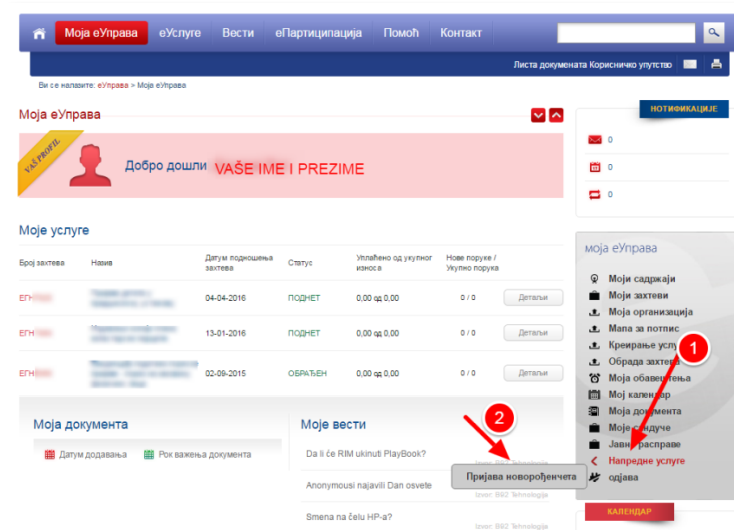 Моја еУправа еУслуге Вести еПартиципација Помоћ Контакт
Листа докумената Корисничко упутство
Ви се налазите: еУправа > Моја еУправа
Моја еУправа
VAŠ PROFIL
Добро дошли VAŠE IME I PREZIME
НОТИФИКАЦИЈЕ
0
0
0
Моје услуге
Број захтева Назив Датум подношења захтева Статус Уплаћено од укупног износа Нове поруке / Укупно порука
ЕГН 04-04-2016 ПОДНЕТ 0,00 од 0,00 0 / 0 Детаљи
ЕГН 13-01-2016 ПОДНЕТ 0,00 од 0,00 0 / 0 Детаљи
ЕГН 02-09-2015 ОБРАЂЕН 0,00 од 0,00 0 / 0 Детаљи
моја еУправа
Моји садржаји
Моји захтеви
Моја организација
Мапа за потпис
Креирање
1
Обрада захтева
Моја обавештења
Мој календар
Моја документа
Моје сандуче
Јавне расправе
Напредне услуге
одјава
КАЛЕНДАР
Моја документа
Датум додавања Рок важења документа
Моје вести
2
Da li će RIM ukinuti PlayBook?
Пријава новорођенчета
Anonymousi najavili Dan osvete
Izvor: B92 Tehnologija
Smena na čelu HP-a?
Izvor: B92 Tehnologija